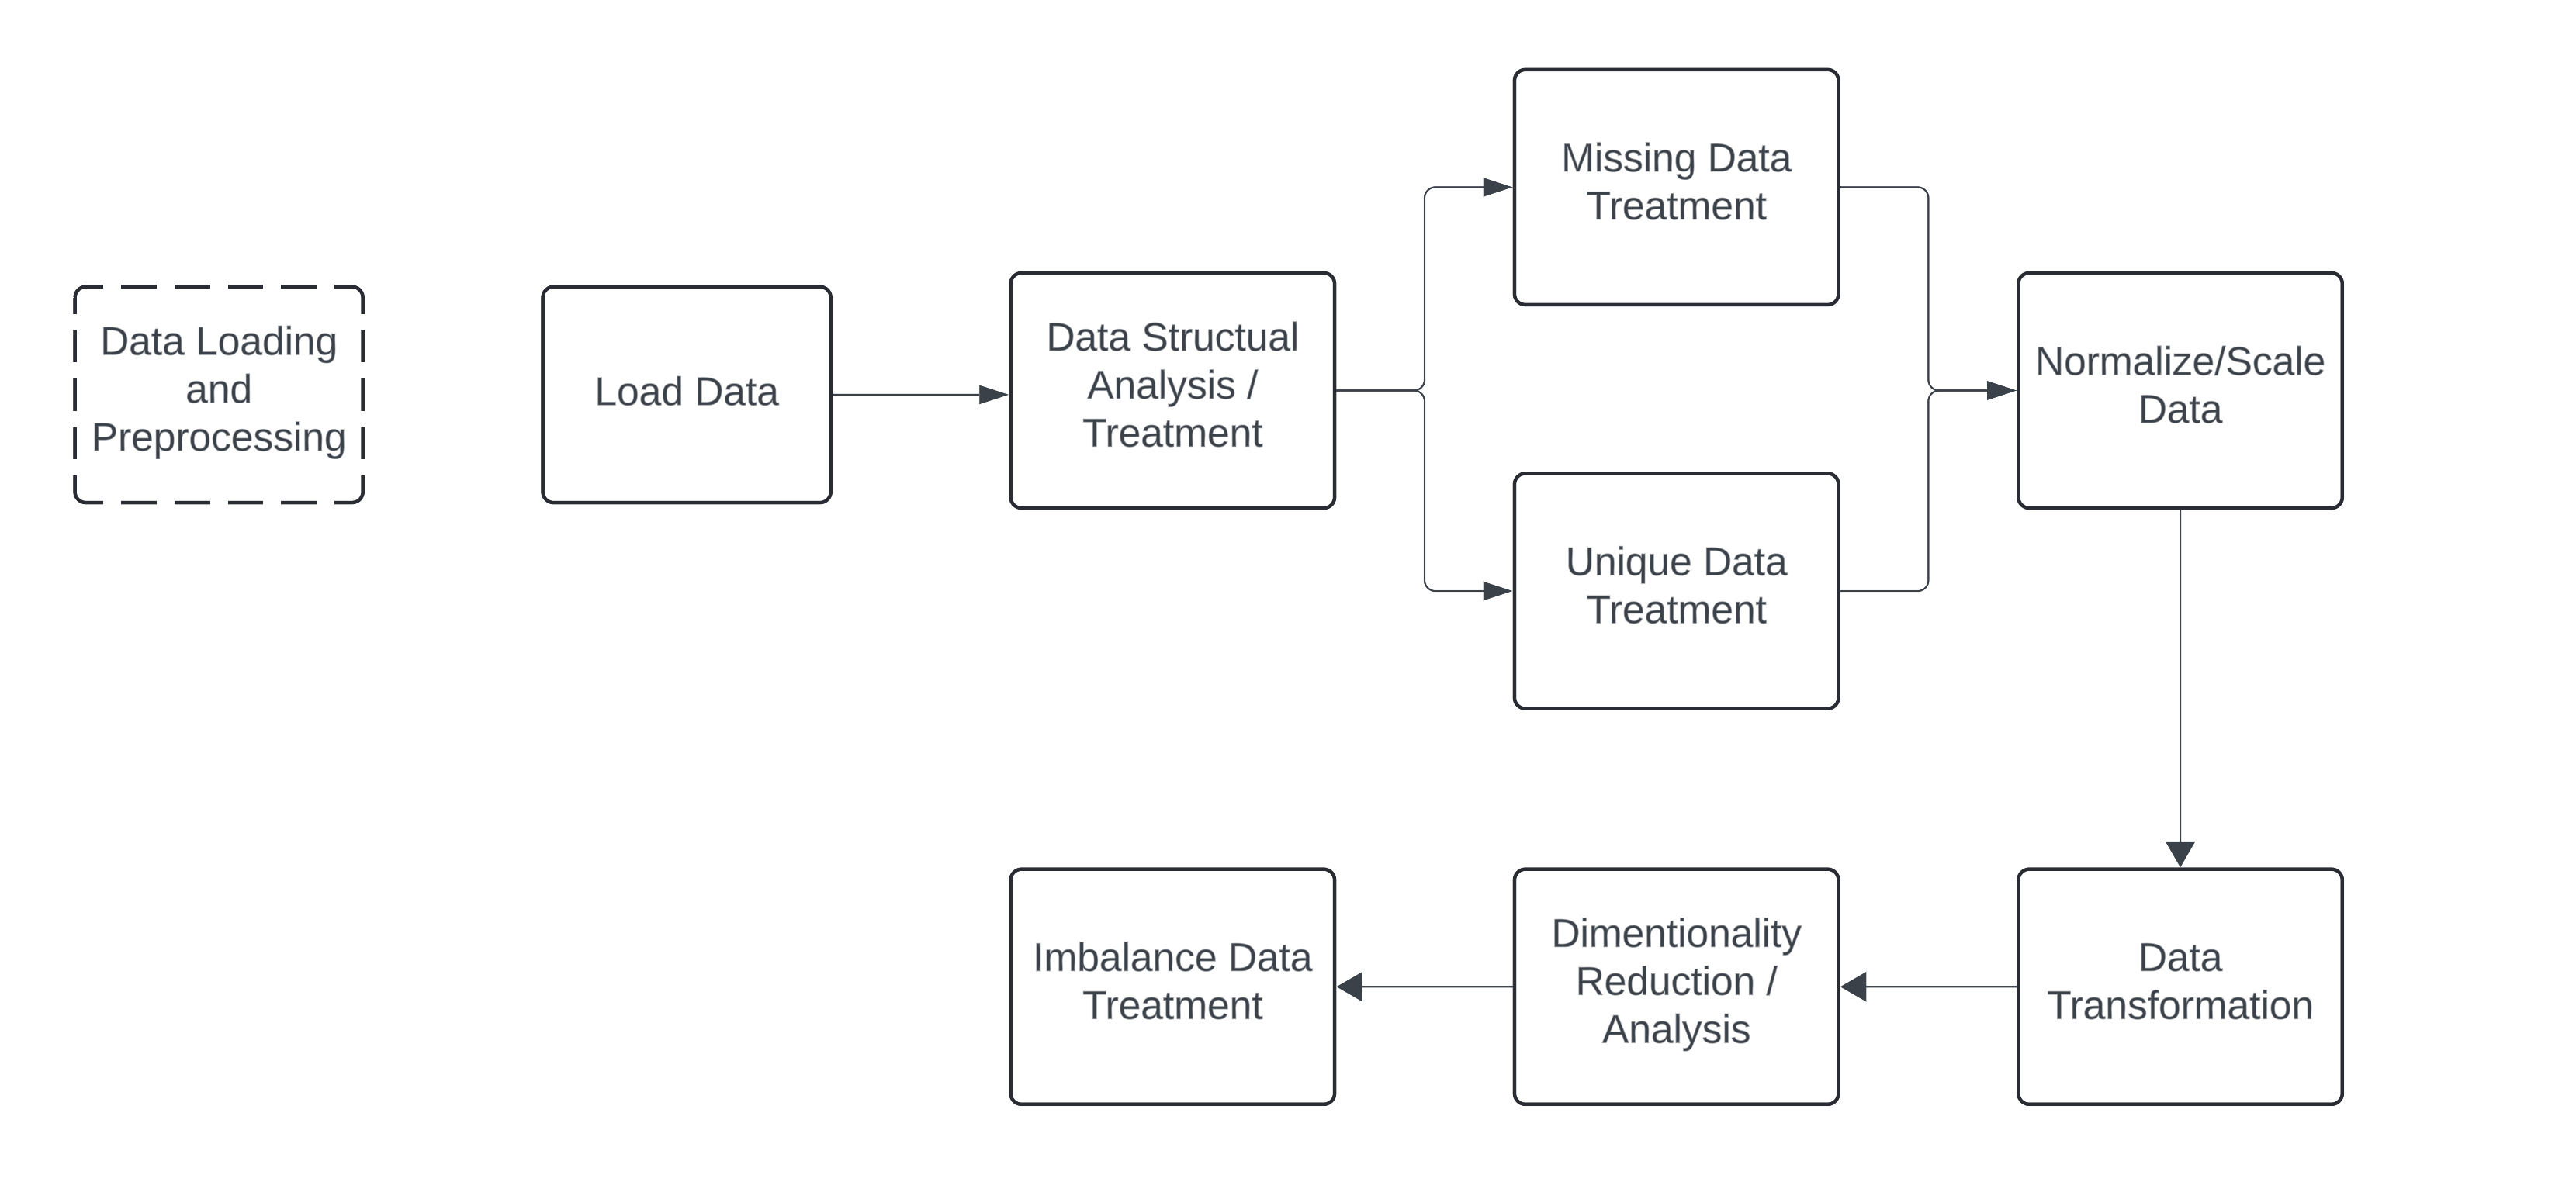 Data Loading
and
Preprocessing
Load Data
Data Structual
Analysis /
Treatment
Missing Data
Treatment
Unique Data
Treatment
Normalize/Scale
Data
Data
Transformation
Dimentionality
Reduction /
Analysis
Imbalance Data
Treatment